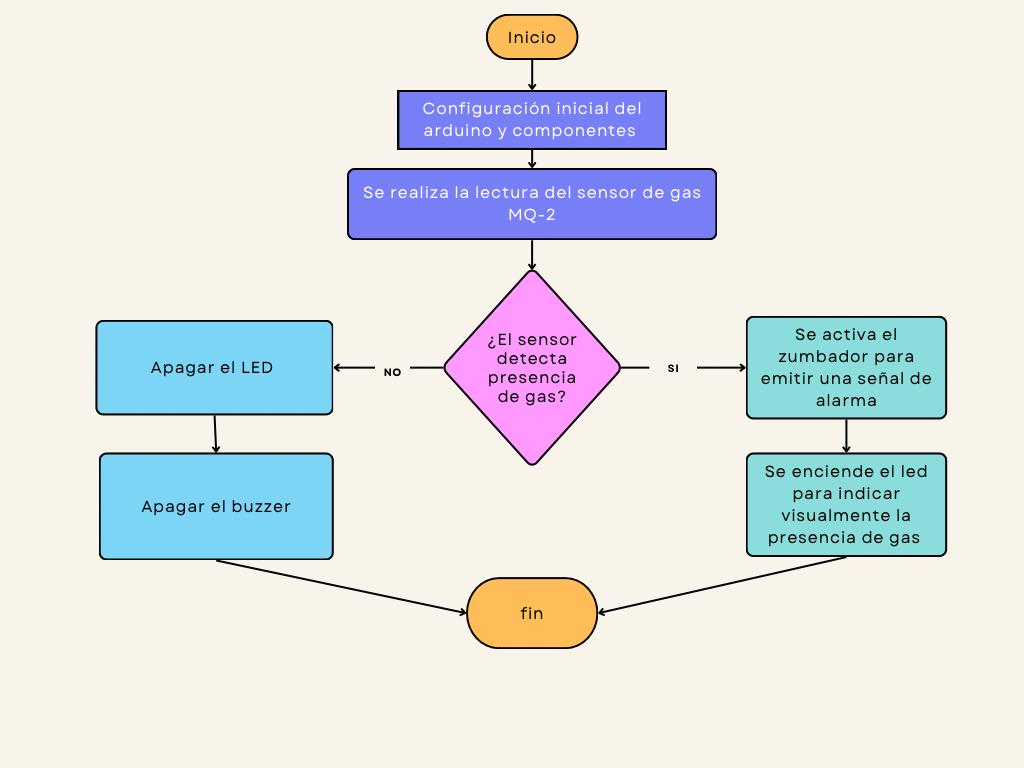 Inicio
Configuración inicial del
arduino y componentes
Se realiza la lectura del sensor de gas
MQ-2
¿El sensor
detecta
presencia
de gas?
NO
SI
Apagar el LED
Apagar el buzzer
Se activa el
zumbador para
emitir una señal de
alarma
Se enciende el led
para indicar
visualmente la
presencia de gas
fin